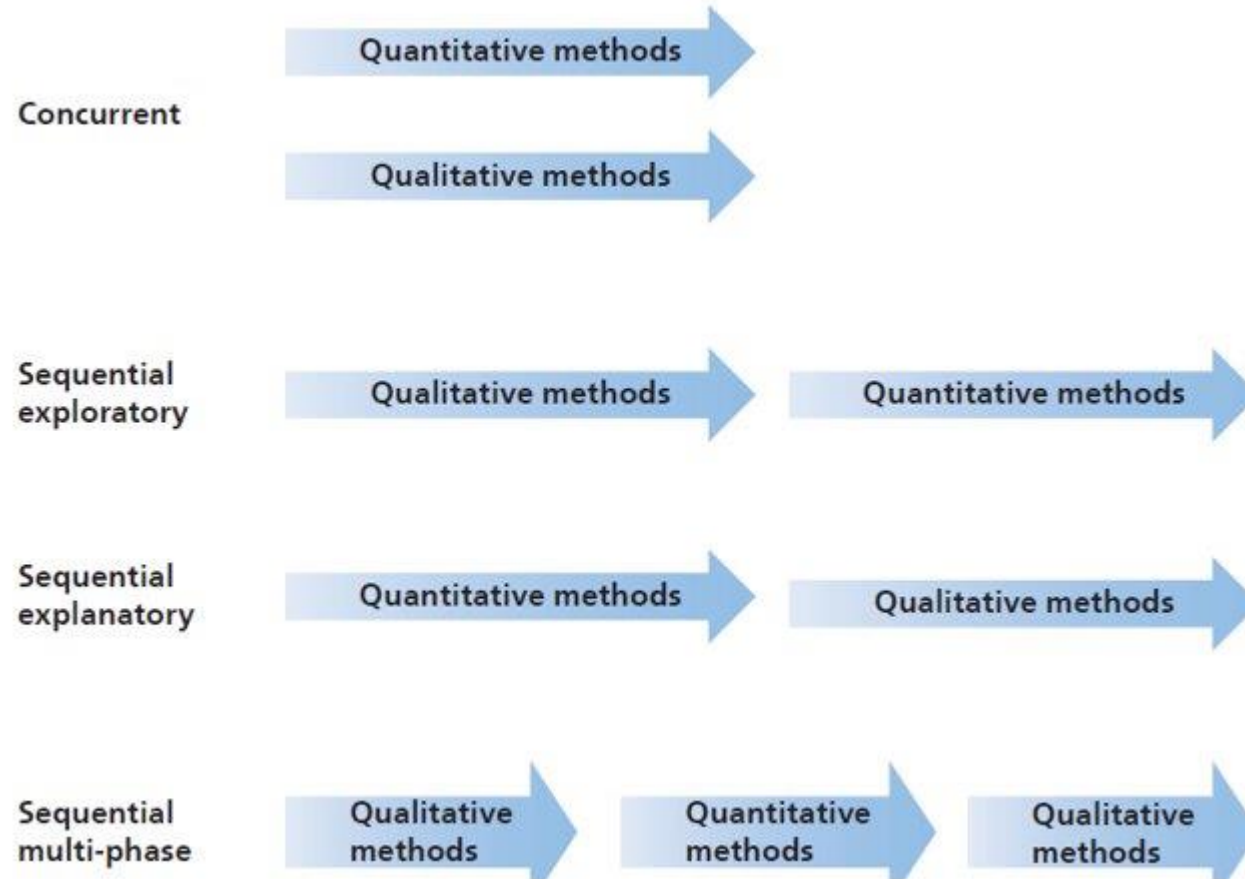 Concurrent
Quantitative methods
Qualitative methods
Sequential
exploratory
Qualitative methods
Quantitative methods
Sequential
explanatory
Quantitative methods
Qualitative methods
Sequential
multi-phase
Qualitative
methods
Quantitative
methods
Qualitative
methods